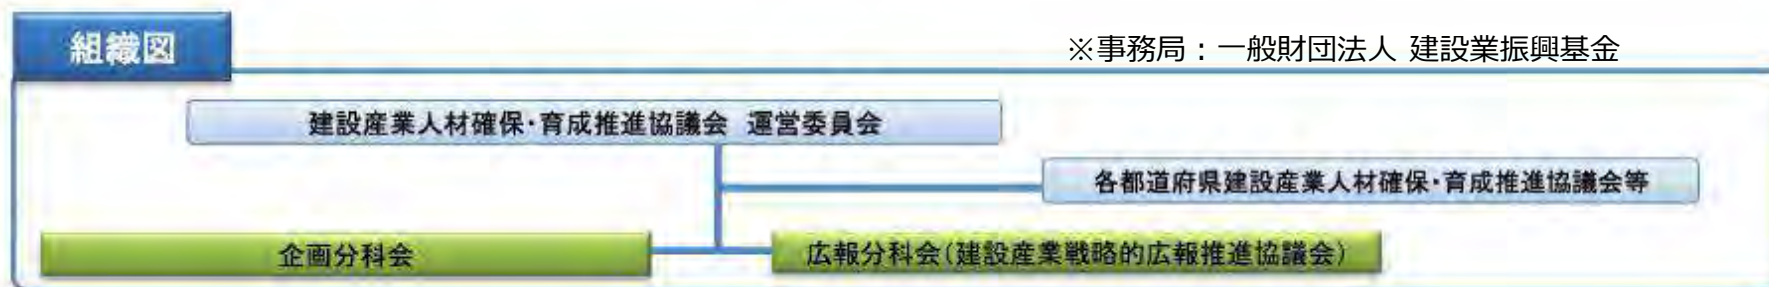 組織図
※事務局：一般財団法人 建設業振興基金
建設産業人材確保・育成推進協議会　運営委員会
各都道府県建設産業人材確保・育成推進協議会等
企画分科会
広報分科会(建設産業戦略的広報推進協議会)